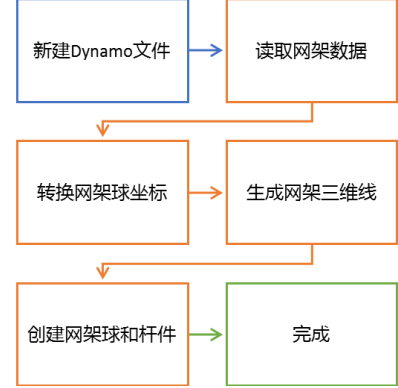 新建Dynamo文件
读取网架数据
转换网架球坐标
生成网架三维线
创建网架球和杆件
完成